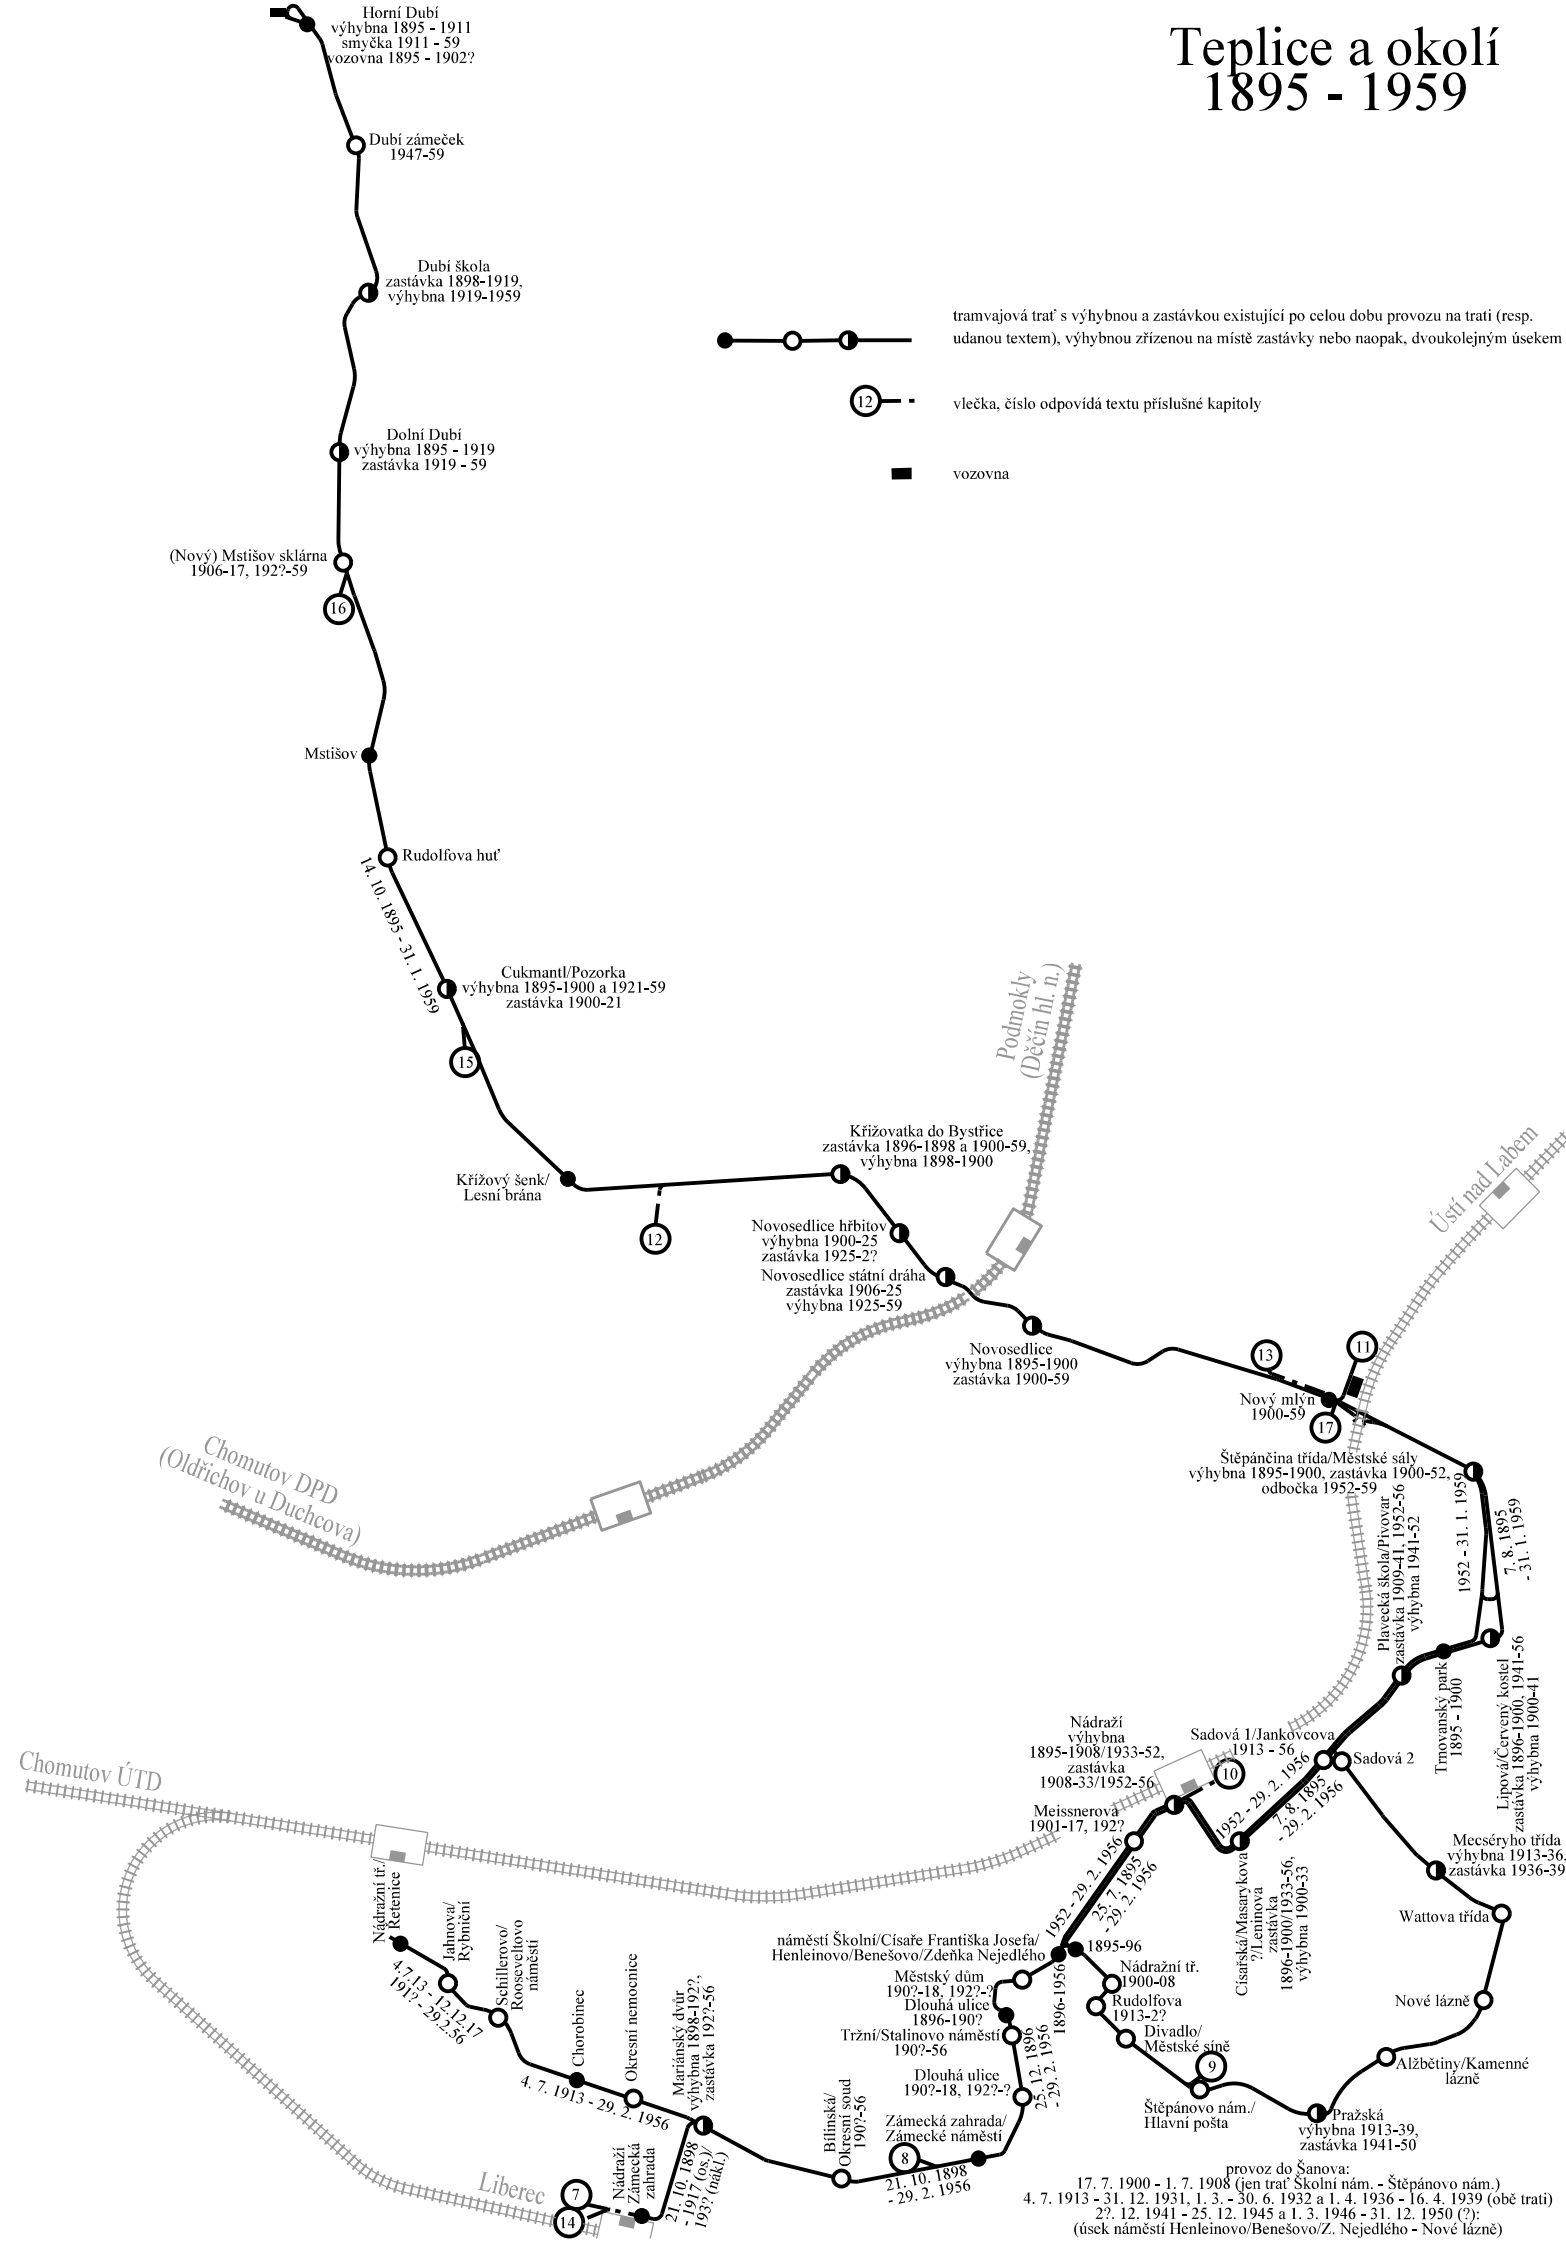 Teplice a okolí
1895 - 1959
Horní Dubí
výhybna 1895 - 1911
smyčka 1911 - 59
vozovna 1895 - 1902?
Dubí zámeček
1947-59
Dubí škola
zastávka 1898-1919,
výhybna 1919-1959
tramvajová trať s výhybnou a zastávkou existující po celou dobu provozu na trati (resp.
udanou textem), výhybnou zřízenou na místě zastávky nebo naopak, dvoukolejným úsekem
12
vlečka, číslo odpovídá textu příslušné kapitoly
vozovna
Dolní Dubí
výhybna 1895 - 1919
zastávka 1919 - 59
(Nový) Mstišov sklárna
1906-17, 192?-59
16
Mstišov
Rudolfova huť
14. 10. 1895 - 31. 1. 1959
Cukmantl/Pozorka
výhybna 1895-1900 a 1921-59
zastávka 1900-21
15
Podmokly
(Děčín hl. n.)
Křižovatka do Bystřice
zastávka 1896-1898 a 1900-59,
výhybna 1898-1900
Křížový šenk/
Lesní brána
12
Novosedlice hřbitov
výhybna 1900-25
zastávka 1925-2?
Novosedlice státní dráha
zastávka 1906-25
výhybna 1925-59
Ústí nad Labem
Novosedlice
výhybna 1895-1900
zastávka 1900-59
13
11
Nový mlýn
1900-59
17
Štěpánčina třída/Městské sály
výhybna 1895-1900, zastávka 1900-52,
odbočka 1952-59
Chomutov DPD
(Oldřichov u Duchcova)
1952 - 31. 1. 1959
7. 8. 1895
- 31. 1. 1959
Plavecká škola/Pivovar
zastávka 1909-41, 1952-56
výhybna 1941-52
Trnovanský park
1895 - 1900
Lipová/Červený kostel
zastávka 1896-1900, 1941-56
výhybna 1900-41
Nádraží
výhybna
1895-1908/1933-52,
zastávka
1908-33/1952-56
Sadová 1/Jankovcova
1913 - 56
Sadová 2
10
Meissnerova
1901-17, 192?
1952 - 29. 2. 1956
7. 8. 1895
- 29. 2. 1956
Chomutov ÚTD
Mecséryho třída
výhybna 1913-36,
zastávka 1936-39
Císařská/Masarykova
?/Leninova
zastávka
1896-1900/1933-56,
výhybna 1900-33
1952 - 29. 2. 1956
25. 7. 1895
- 29. 2. 1956
Wattova třída
Nádražní tř./
Řetenice
Jahnova/
Rybniční
Schillerovo/
Rooseveltovo
náměstí
4.7.13 - 12.12.17
191? - 29.2.56
náměstí Školní/Císaře Františka Josefa/
Henleinovo/Benešovo/Zdeňka Nejedlého
1895-96
1896-1956
Městský dům
190?-18, 192?-?
Nádražní tř.
1900-08
Dlouhá ulice
1896-190?
Rudolfova
1913-2?
Nové lázně
Tržní/Stalinovo náměstí
190?-56
Divadlo/
Městské síně
Chorobinec
Okresní nemocnice
Mariánský dvůr
výhybna 1898-192?,
zastávka 192?-56
Alžbětiny/Kamenné
lázně
9
Dlouhá ulice
190?-18, 192?-?
25. 12. 1896
- 29. 2. 1956
4. 7. 1913 - 29. 2. 1956
Štěpánovo nám./
Hlavní pošta
Pražská
výhybna 1913-39,
zastávka 1941-50
Bílinská/
Okresní soud
190?-56
Zámecká zahrada/
Zámecké náměstí
8
21. 10. 1898
- 29. 2. 1956
Liberec
7
14
Nádraží
Zámecká
zahrada
21. 10. 1898
- 1917 (os.)/
193? (nákl.)
provoz do Šanova:
17. 7. 1900 - 1. 7. 1908 (jen trať Školní nám. - Štěpánovo nám.)
4. 7. 1913 - 31. 12. 1931, 1. 3. - 30. 6. 1932 a 1. 4. 1936 - 16. 4. 1939 (obě trati)
2?. 12. 1941 - 25. 12. 1945 a 1. 3. 1946 - 31. 12. 1950 (?):
(úsek náměstí Henleinovo/Benešovo/Z. Nejedlého - Nové lázně)